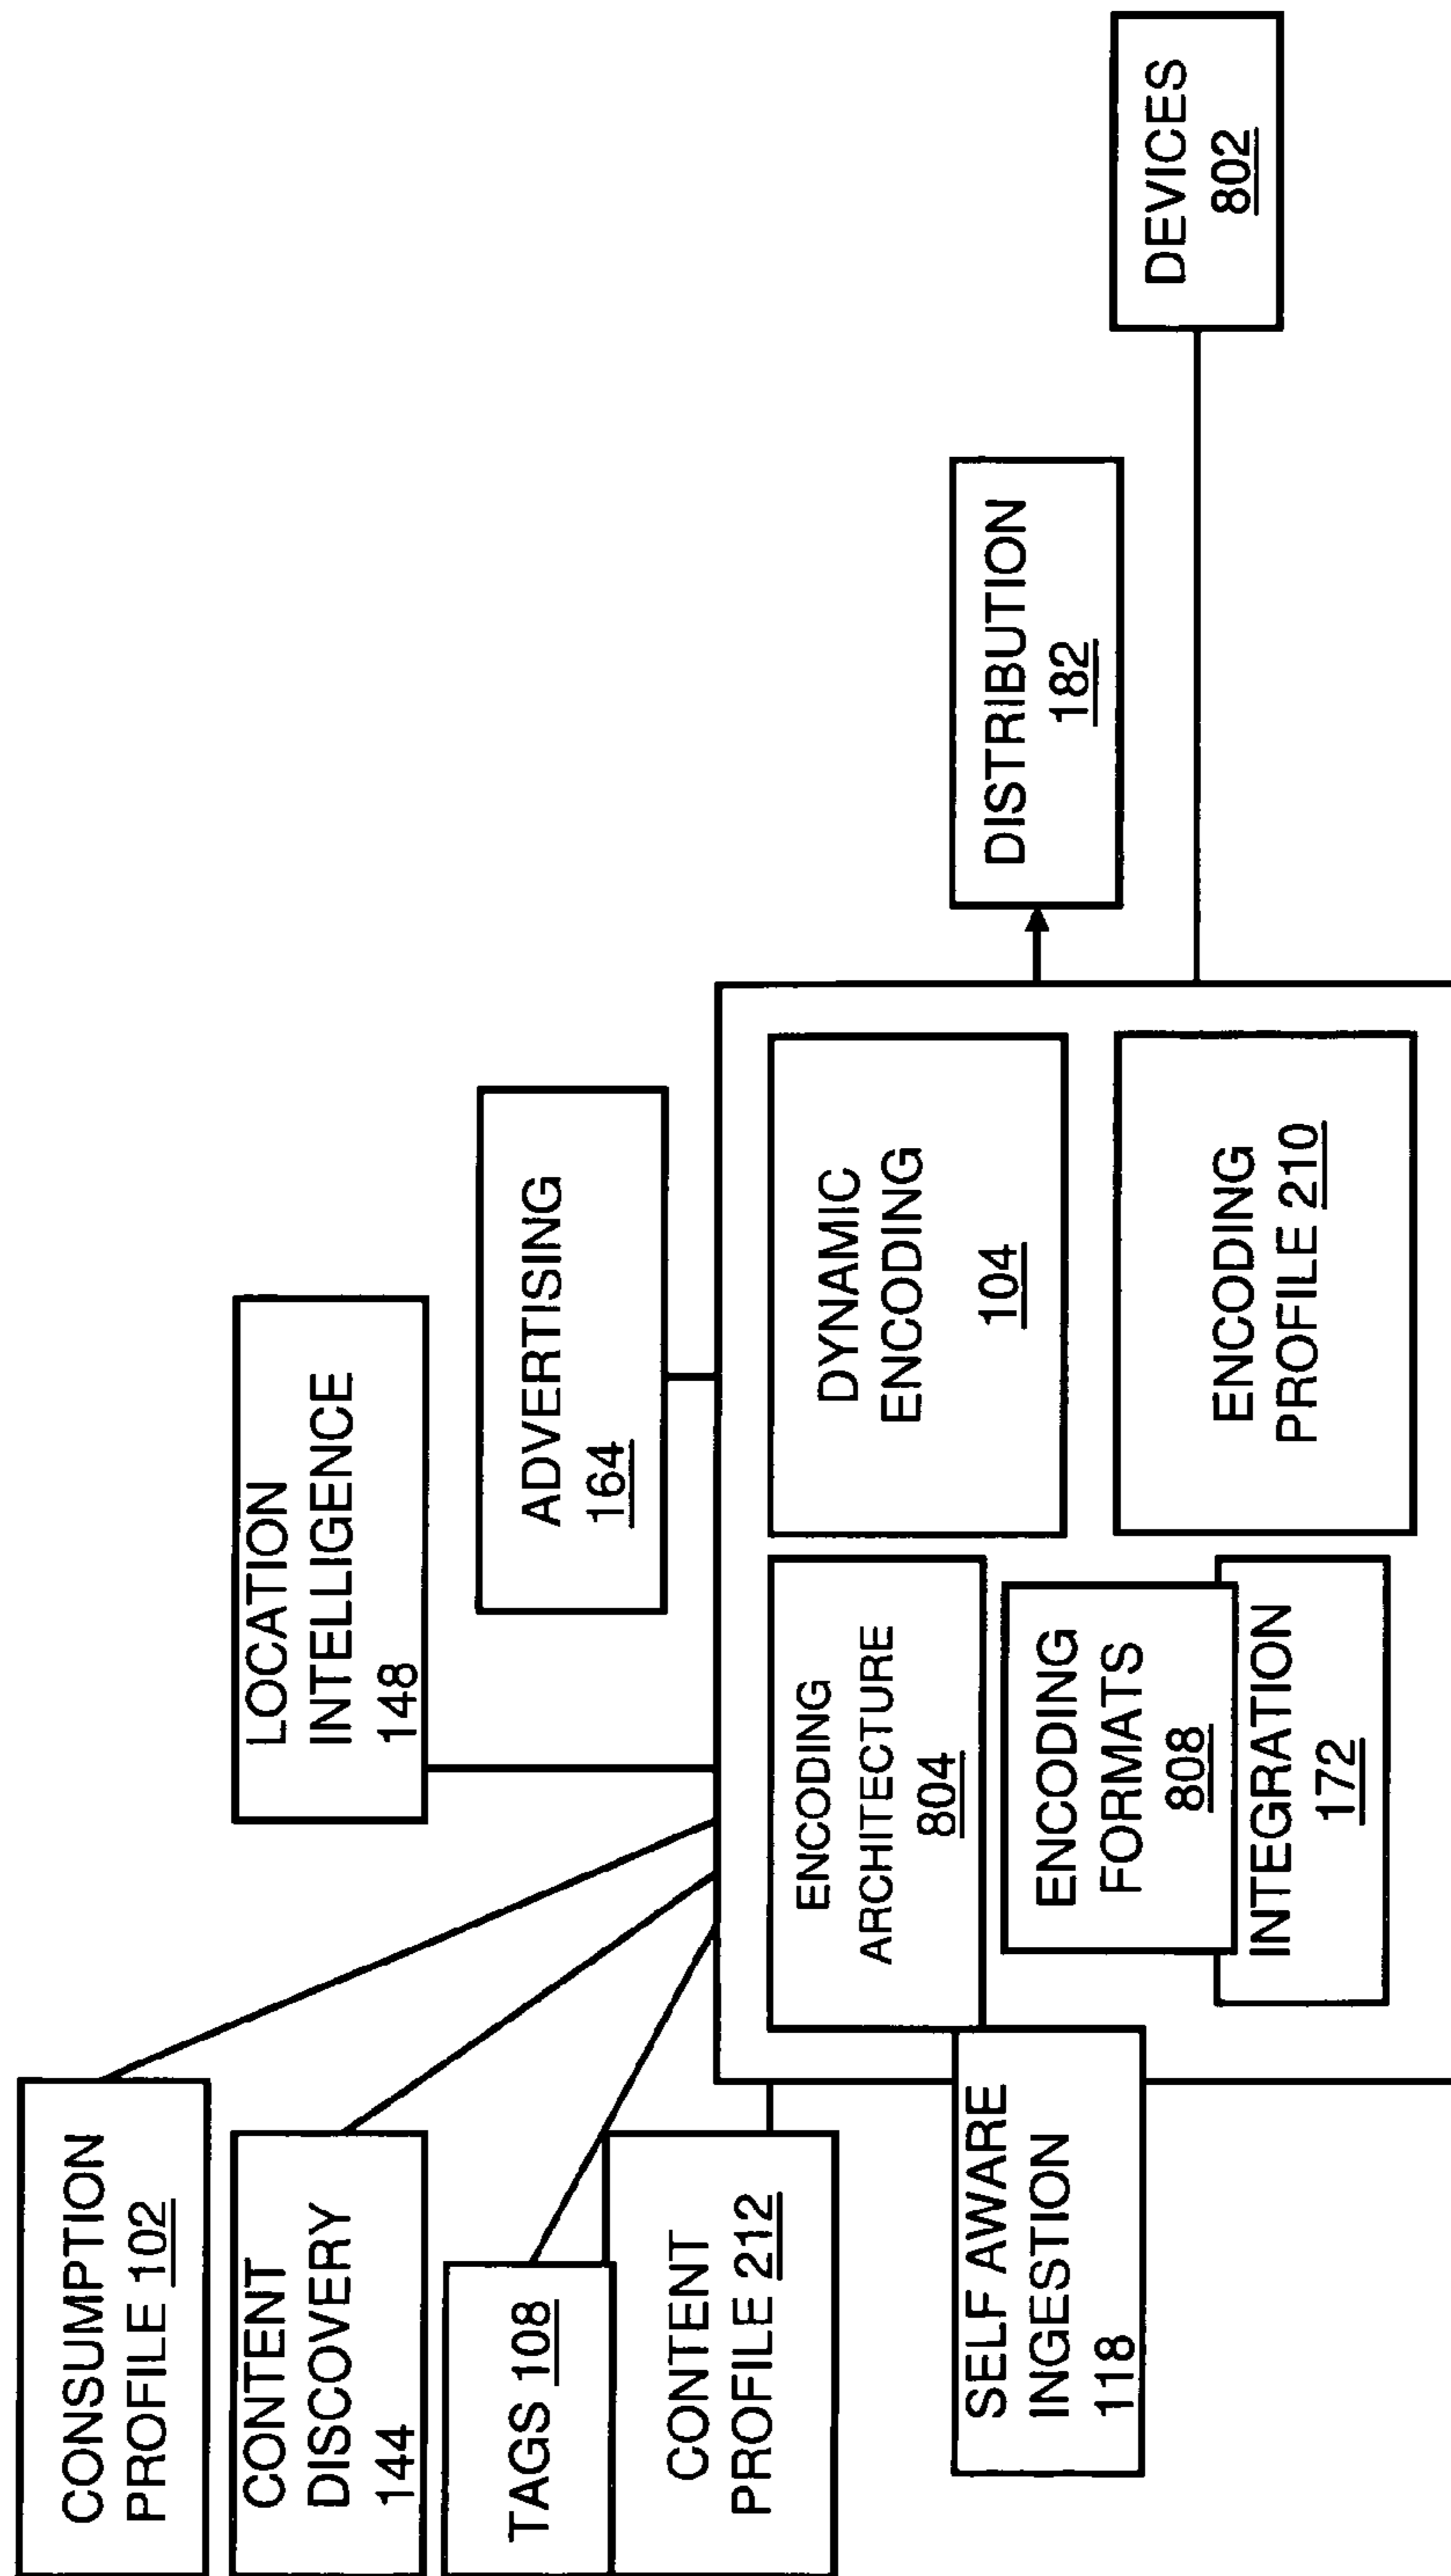 CONSUMPTION
PROFILE 102
CONTENT
DISCOVERY
144
TAGS 108
CONTENT
PROFILE 212
SELF AWARE
INGESTION
118
LOCATION
INTELLIGENCE
148
ADVERTISING
164
ENCODING
ARCHITECTURE
804
ENCODING
FORMATS
808
INTEGRATION
172
DYNAMIC
ENCODING
104
ENCODING
PROFILE 210
DISTRIBUTION
182
DEVICES
802